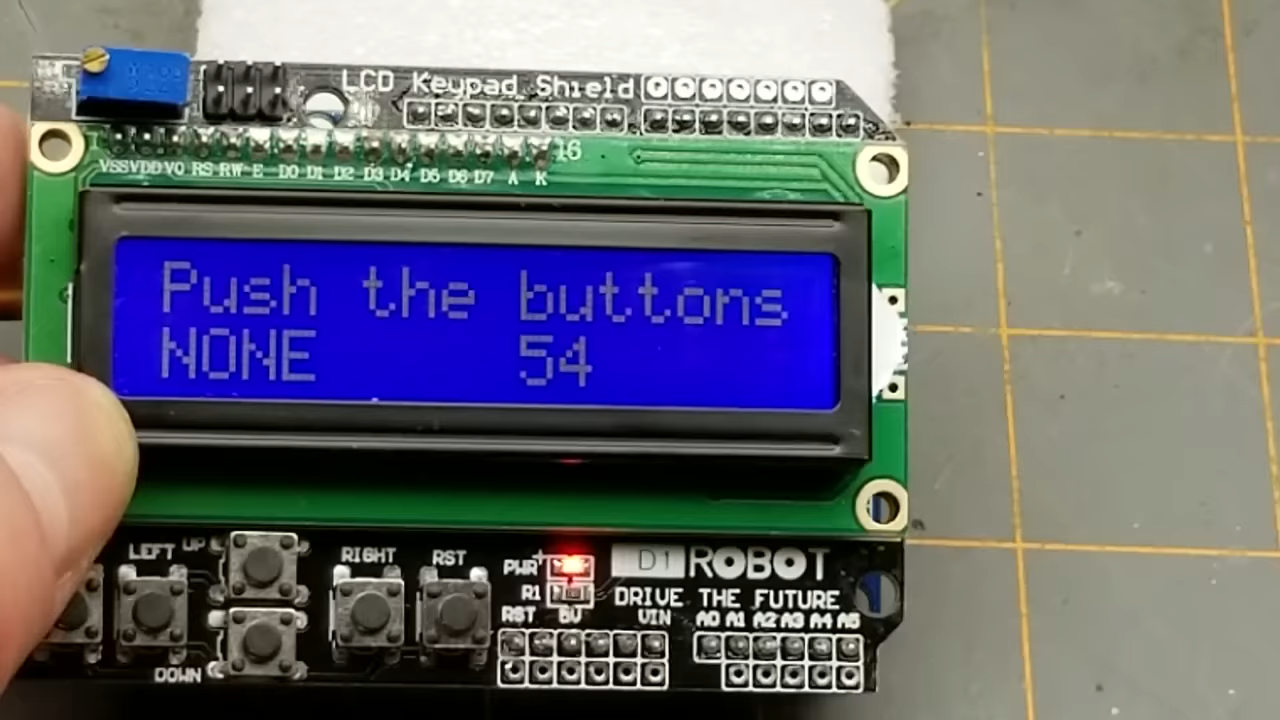 LCD Keypad Shield
16
VSS VDD VO RS RW E D0 D1 D2 D3 D4 D5 D6 D7 A K
Push the buttons
NONE 54
LEFT UP RIGHT RST
DOWN
PWR
R1
D1 ROBOT
DRIVE THE FUTURE
RST 5V VIN A0 A1 A2 A3 A4 A5